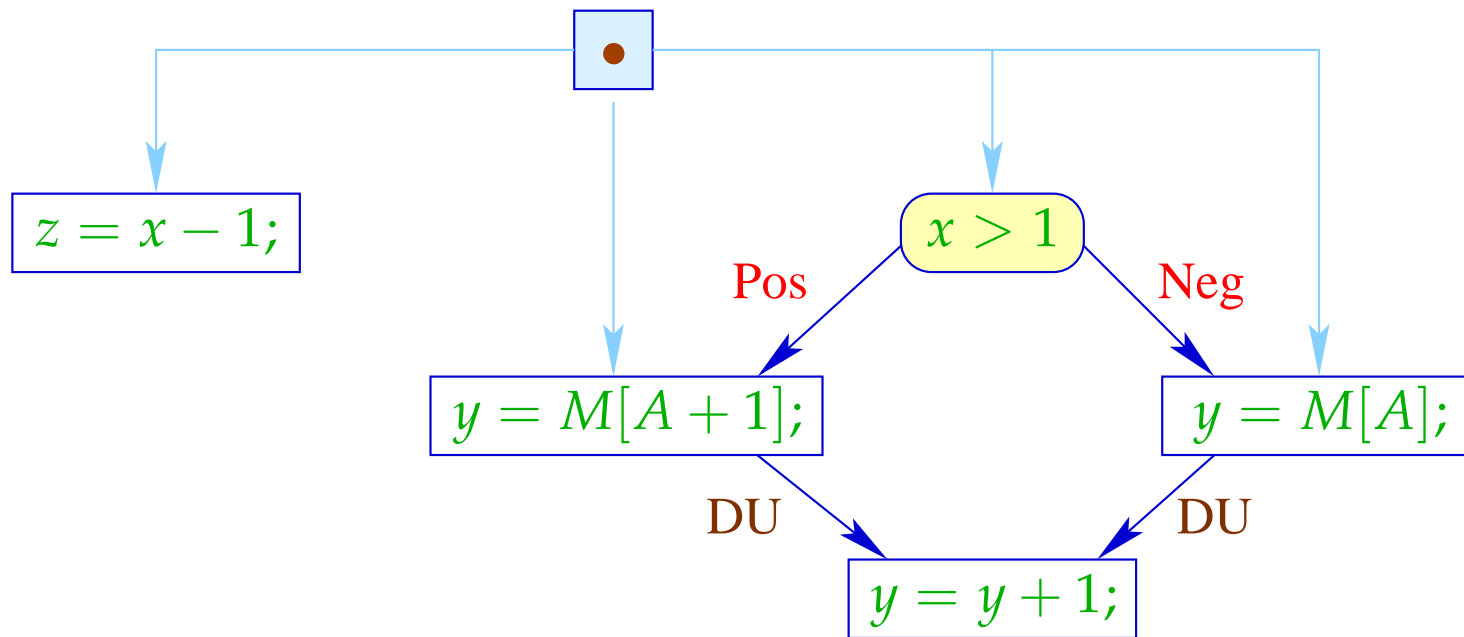 z = x − 1;
x > 1
Pos
Neg
y = M[A + 1];
y = M[A];
DU
DU
y = y + 1;